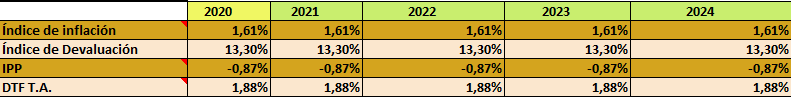 2020 2021 2022 2023 2024
Índice de inflación 1,61% 1,61% 1,61% 1,61% 1,61%
Índice de Devaluación 13,30% 13,30% 13,30% 13,30% 13,30%
IPP -0,87% -0,87% -0,87% -0,87% -0,87%
DTF T.A. 1,88% 1,88% 1,88% 1,88% 1,88%